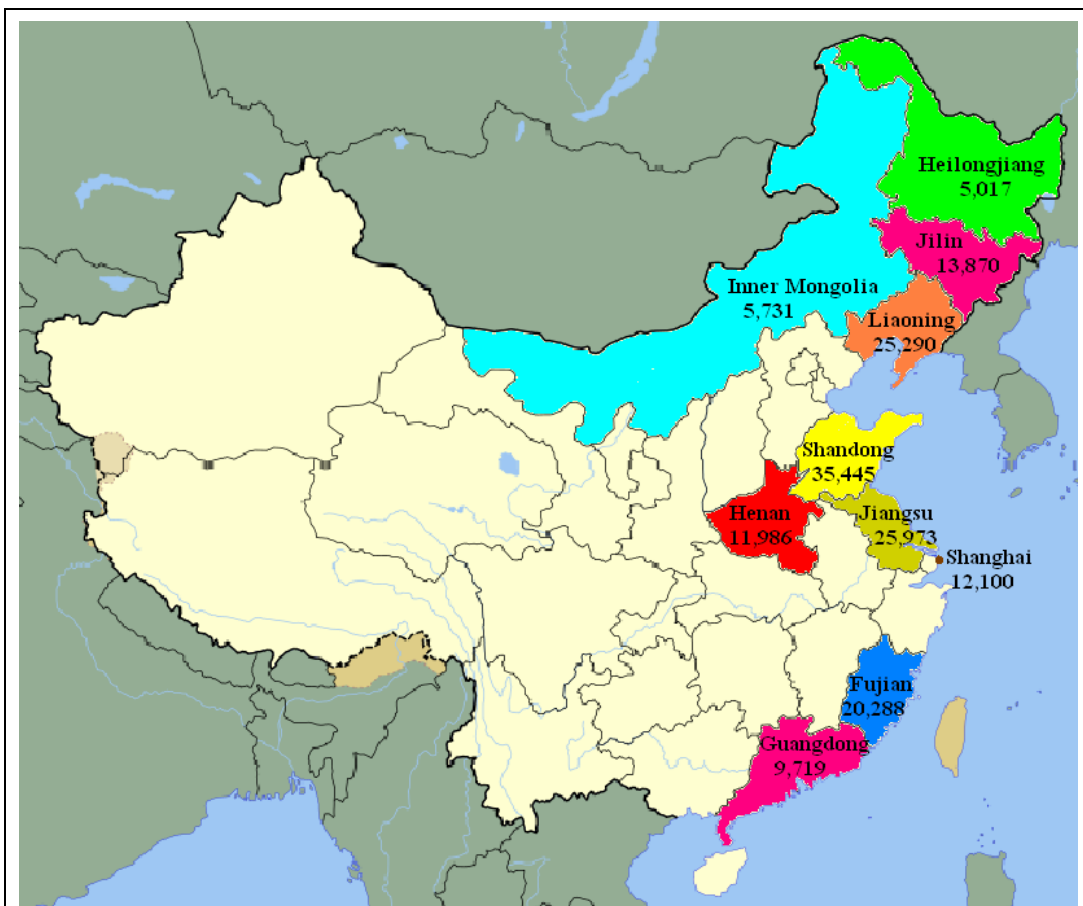 Heilongjiang
5,017
Jilin
13,870
Inner Mongolia
5,731
Liaoning
25,290
Shandong
35,445
Henan
11,986
Jiangsu
25,973
Shanghai
12,100
Fujian
20,288
Guangdong
9,719